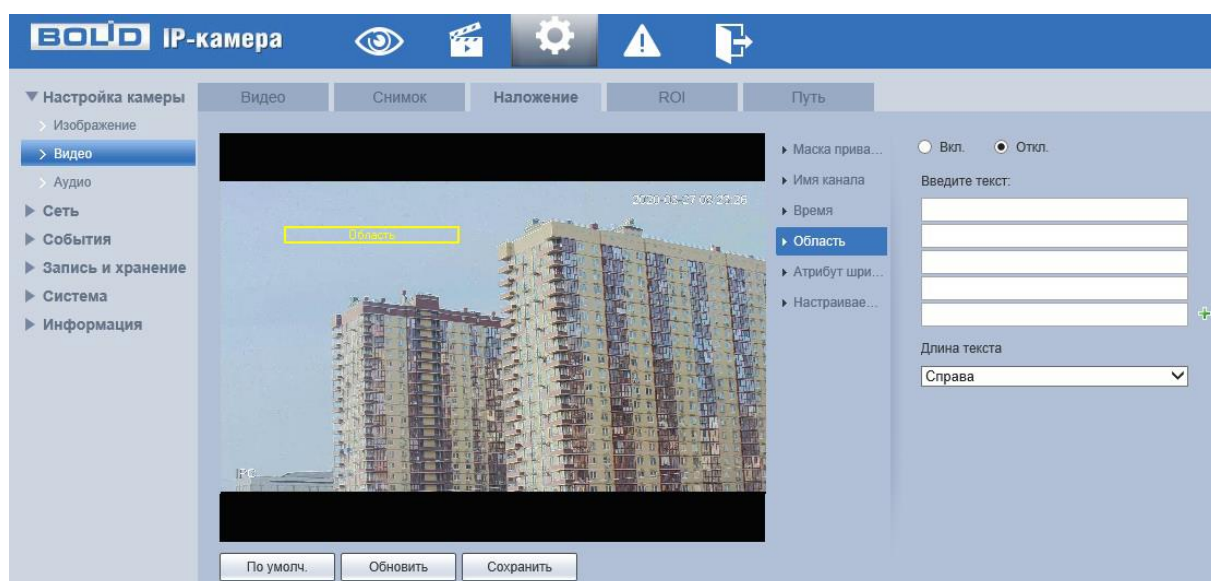 BOLID IP-камера
Настройка камеры
Изображение
Видео
Аудио
Сеть
События
Запись и хранение
Система
Информация
Видео Снимок Наложение ROI Путь
Область
IPC
По умолч. Обновить Сохранить
Маска прива...
Имя канала
Время
Область
Атрибут шри...
Настраивае...
Вкл. Откл.
Введите текст:
Длина текста
Справа